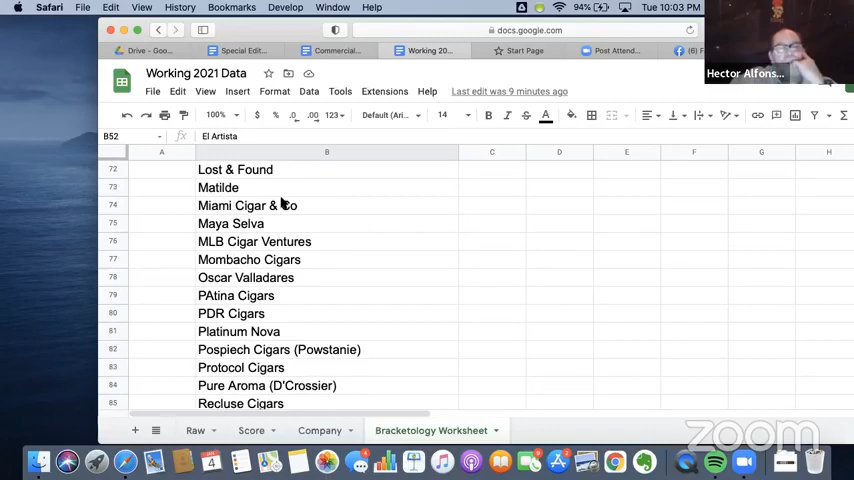 Safari File Edit View History Bookmarks Develop Window Help 94% Tue 10:03 PM
docs.google.com
Drive - Goo... Special Edit... Commercial... Working 20... Start Page Post Attend...
Hector Alfons...
Working 2021 Data
File Edit View Insert Format Data Tools Extensions Help Last edit was 9 minutes ago
100% $ % .0 .00 123 Default (Ari... 14 B I S A
B52 fx El Artista
A B C D E F G H
72 Lost & Found
73 Matilde
74 Miami Cigar & Co
75 Maya Selva
76 MLB Cigar Ventures
77 Mombacho Cigars
78 Oscar Valladares
79 PAtina Cigars
80 PDR Cigars
81 Platinum Nova
82 Pospiech Cigars (Powstanie)
83 Protocol Cigars
84 Pure Aroma (D'Crossier)
85 Recluse Cigars
+ Raw Score Company Bracketology Worksheet
zoom